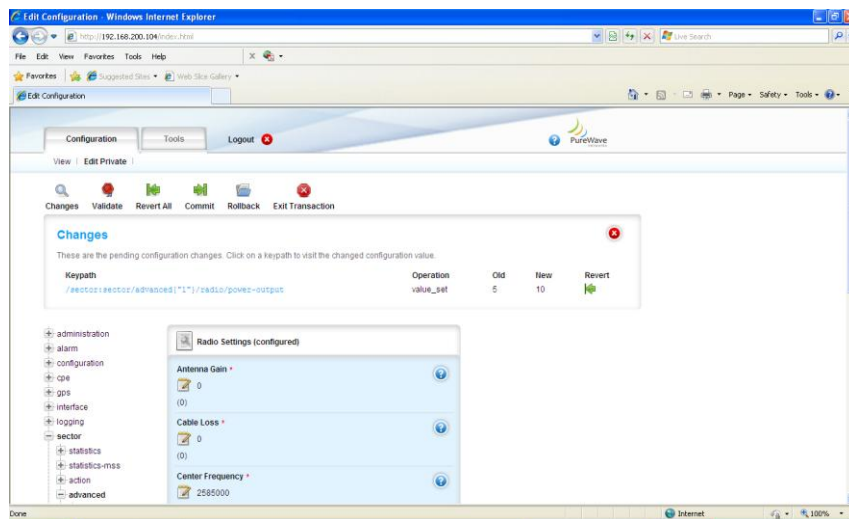 Edit Configuration - Windows Internet Explorer
http://192.168.200.104/index.html
Live Search
File Edit View Favorites Tools Help
Favorites Suggested Sites Web Slice Gallery
Edit Configuration
Page Safety Tools
Configuration Tools Logout
PureWave
View Edit Private
Changes Validate Revert All Commit Rollback Exit Transaction
Changes
These are the pending configuration changes. Click on a keypath to visit the changed configuration value.
Keypath Operation Old New Revert
/sector:sector/advanced{"1"}/radio/power-output value_set 5 10
administration
alarm
configuration
cpe
gps
interface
logging
sector
statistics
statistics-mss
action
advanced
Radio Settings (configured)
Antenna Gain *
0
(0)
Cable Loss *
0
(0)
Center Frequency *
2585000
Done Internet 100%